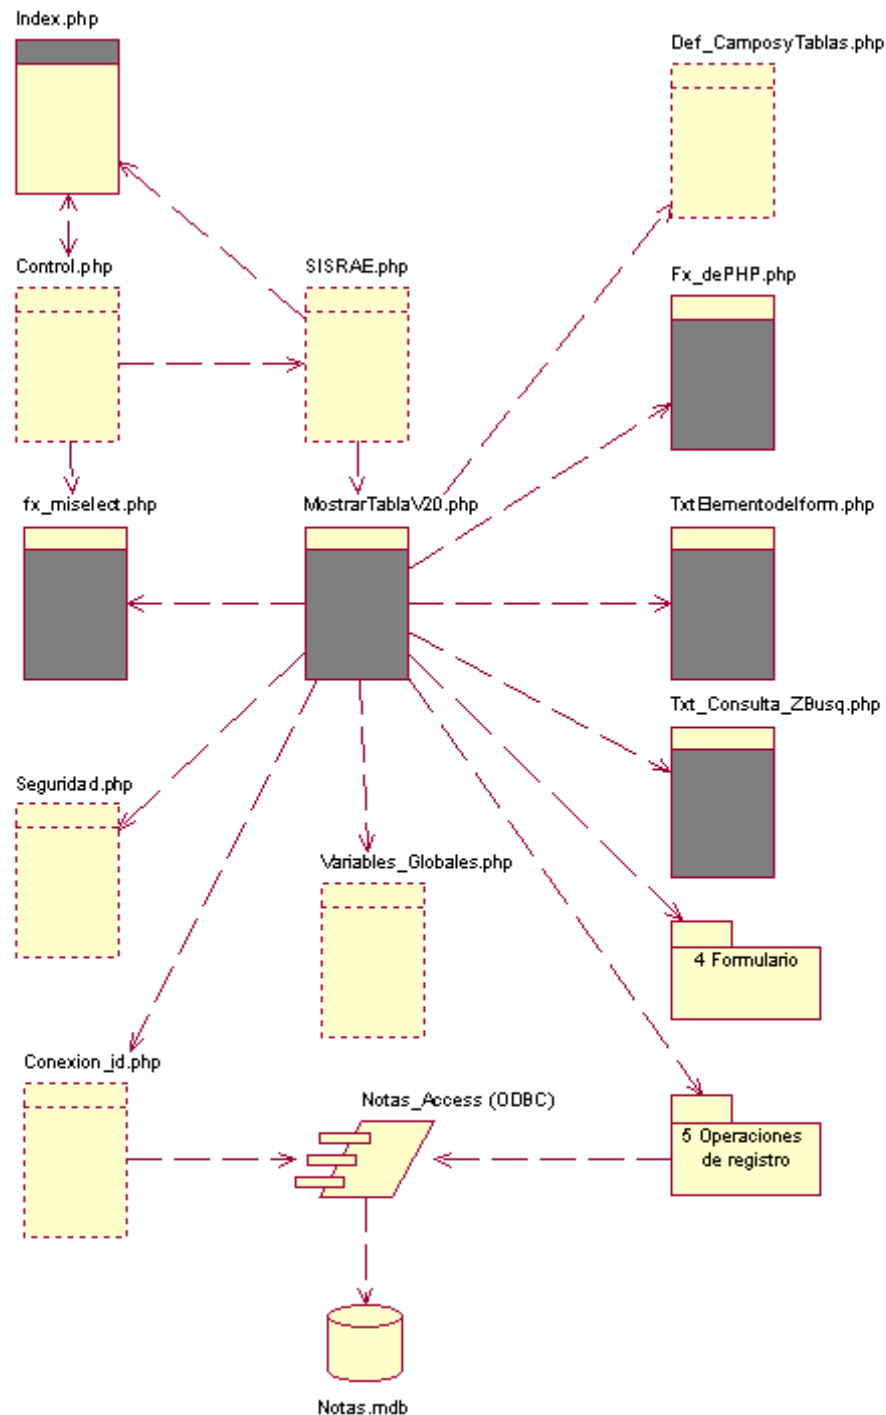 Index.php
Def_CamposyTablas.php
Control.php
SISRAE.php
Fx_dePHP.php
fx_miselect.php
MostrarTablaV20.php
TxtElementodelform.php
Txt_Consulta_ZBusq.php
Seguridad.php
Variables_Globales.php
4 Formulario
Conexion_id.php
Notas_Access (ODBC)
5 Operaciones
de registro
Notas.mdb